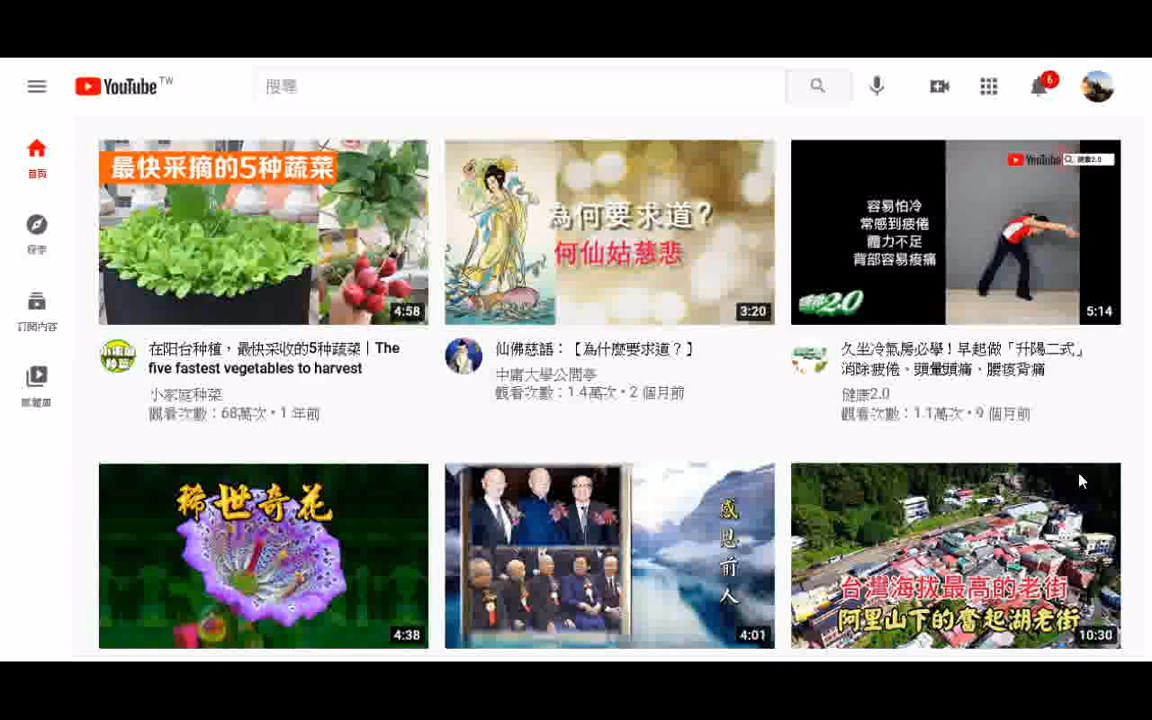 YouTube TW
搜尋
6
首頁
探索
訂閱內容
媒體庫
最快采摘的5种蔬菜
4:58
為何要求道？
何仙姑慈悲
3:20
YouTube 健康2.0
容易怕冷
常感到疲倦
體力不足
背部容易痠痛
健康2.0
5:14
在阳台种植，最快采收的5种蔬菜 | The
five fastest vegetables to harvest
小家庭种菜
觀看次數：68萬次 • 1 年前
仙佛慈語：【為什麼要求道？】
中庸大學公開亭
觀看次數：1.4萬次 • 2 個月前
久坐冷氣房必學！早起做「升陽二式」
消除疲倦、頭暈頭痛、腰痠背痛
健康2.0
觀看次數：1.1萬次 • 9 個月前
稀世奇花
4:38
感恩前人
4:01
台灣海拔最高的老街
阿里山下的奮起湖老街
10:30